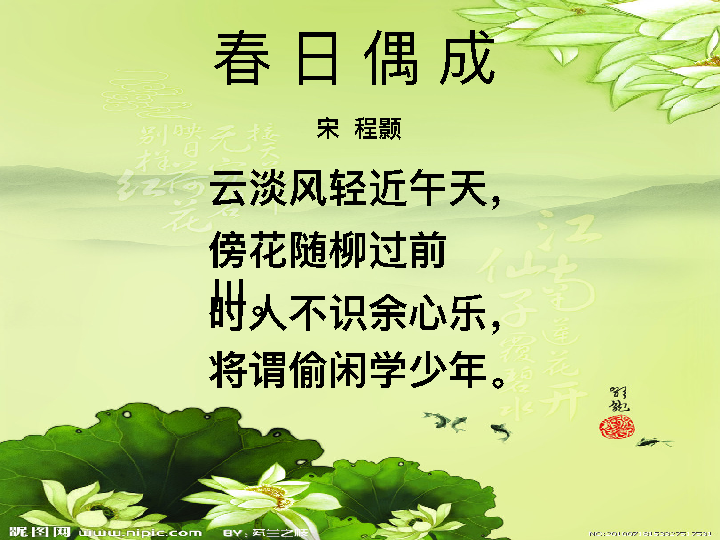 春日偶成
宋 程颢
云淡风轻近午天，
傍花随柳过前
川。
时人不识余心乐，
将谓偷闲学少年。
昵图网 www.nipic.com